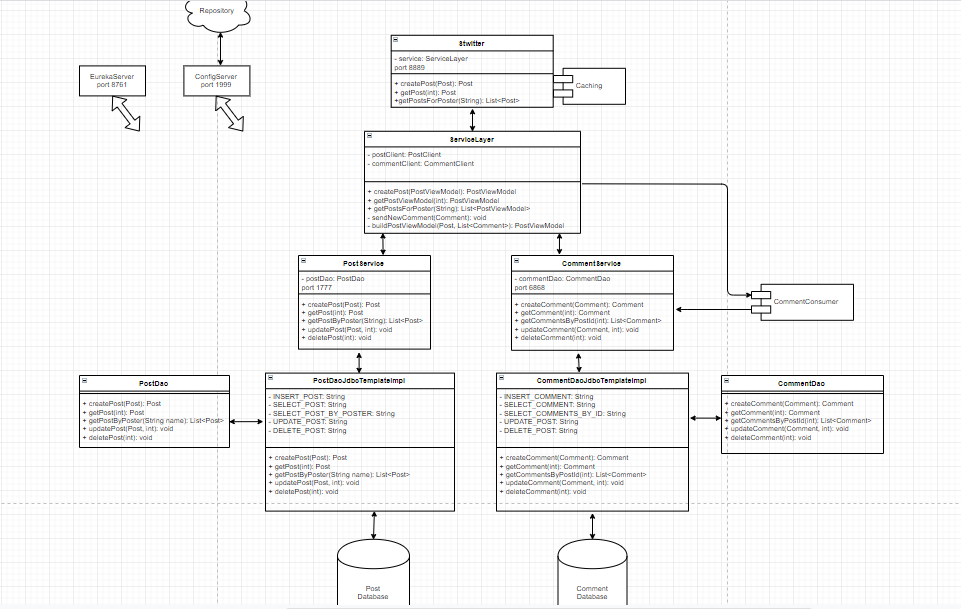 Repository
EurekaServer
port 8761
ConfigServer
port 1999
Stwitter
- service: ServiceLayer
port 8889
+ createPost(Post): Post
+ getPost(int): Post
+getPostsForPoster(String): List<Post>
Caching
ServiceLayer
- postClient: PostClient
- commentClient: CommentClient
+ createPost(PostViewModel): PostViewModel
+ getPostViewModel(int): PostViewModel
+ getPostsForPoster(String): List<PostViewModel>
- sendNewComment(Comment): void
- buildPostViewModel(Post, List<Comment>): PostViewModel
PostService
- postDao: PostDao
port 1777
+ createPost(Post): Post
+ getPost(int): Post
+ getPostByPoster(String): List<Post>
+ updatePost(Post, int): void
+ deletePost(int): void
CommentService
- commentDao: CommentDao
port 6868
+ createComment(Comment): Comment
+ getComment(int): Comment
+ getCommentsByPostId(int): List<Comment>
+ updateComment(Comment, int): void
+ deleteComment(int): void
CommentConsumer
PostDao
+ createPost(Post): Post
+ getPost(int): Post
+ getPostByPoster(String name): List<Post>
+ updatePost(Post, int): void
+ deletePost(int): void
PostDaoJdbcTemplateImpl
- INSERT_POST: String
- SELECT_POST: String
- SELECT_POST_BY_POSTER: String
- UPDATE_POST: String
- DELETE_POST: String
+ createPost(Post): Post
+ getPost(int): Post
+ getPostByPoster(String name): List<Post>
+ updatePost(Post, int): void
+ deletePost(int): void
CommentDaoJdbcTemplateImpl
- INSERT_COMMENT: String
- SELECT_COMMENT: String
- SELECT_COMMENTS_BY_ID: String
- UPDATE_POST: String
- DELETE_POST: String
+ createComment(Comment): Comment
+ getComment(int): Comment
+ getCommentsByPostId(int): List<Comment>
+ updateComment(Comment, int): void
+ deleteComment(int): void
CommentDao
+ createComment(Comment): Comment
+ getComment(int): Comment
+ getCommentsByPostId(int): List<Comment>
+ updateComment(Comment, int): void
+ deleteComment(int): void
Post
Database
Comment
Database